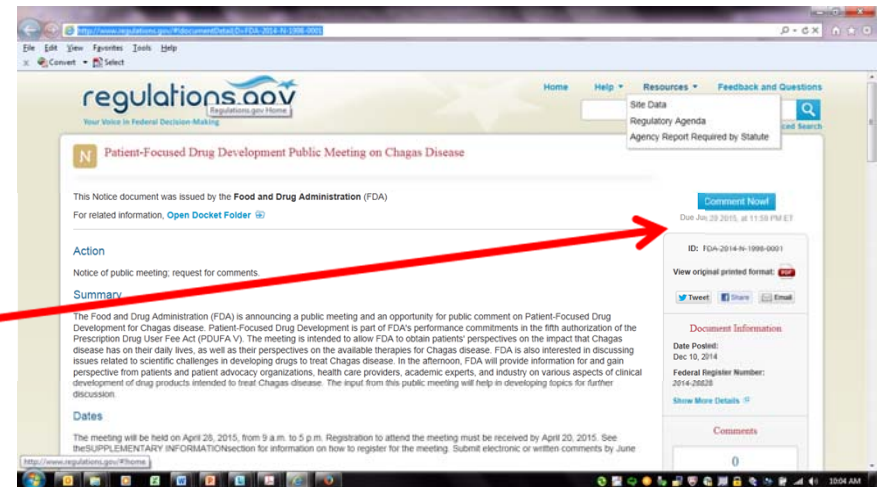 http://www.regulations.gov/#!documentDetail;D=FDA-2014-N-1998-0001
File Edit View Favorites Tools Help
x Convert Select
regulations.gov
Regulations.gov Home
Your Voice in Federal Decision-Making
Home Help Resources Feedback and Questions
Site Data
Regulatory Agenda
Agency Report Required by Statute
Search
N Patient-Focused Drug Development Public Meeting on Chagas Disease
This Notice document was issued by the Food and Drug Administration (FDA)
For related information, Open Docket Folder
Comment Now!
Due 29 2015, at 11:59 PM ET
Action
Notice of public meeting; request for comments.
Summary
The Food and Drug Administration (FDA) is announcing a public meeting and an opportunity for public comment on Patient-Focused Drug
Development for Chagas disease. Patient-Focused Drug Development is part of FDA's performance commitments in the fifth authorization of the
Prescription Drug User Fee Act (PDUFA V). The meeting is intended to allow FDA to obtain patients' perspectives on the impact that Chagas
disease has on their daily lives, as well as their perspectives on the available therapies for Chagas disease. FDA is also interested in discussing
issues related to scientific challenges in developing drugs to treat Chagas disease. In the afternoon, FDA will provide information for and gain
perspective from patients and patient advocacy organizations, health care providers, academic experts, and industry on various aspects of clinical
development of drug products intended to treat Chagas disease. The input from this public meeting will help in developing topics for further
discussion.
Dates
The meeting will be held on April 28, 2015, from 9 a.m. to 5 p.m. Registration to attend the meeting must be received by April 20, 2015. See
theSUPPLEMENTARY INFORMATIONsection for information on how to register for the meeting. Submit electronic or written comments by June
ID: FDA-2014-N-1998-0001
View original printed format: PDF
Tweet Share Email
Document Information
Date Posted:
Dec 10, 2014
Federal Register Number:
2014-28828
Show More Details
Comments
0
http://www.regulations.gov/#!home
10:04 AM